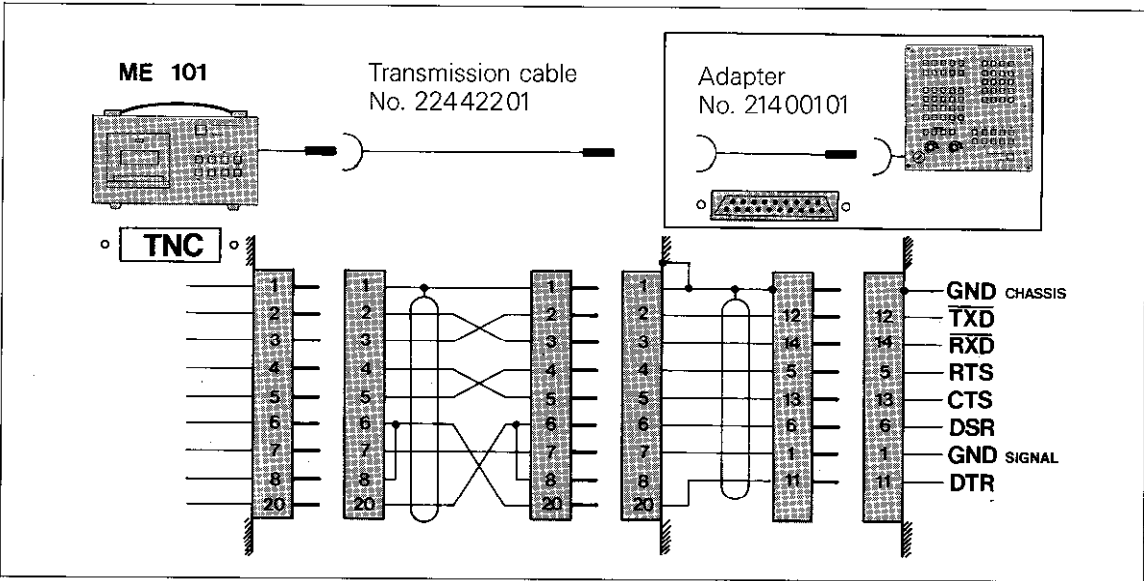 ME 101
Transmission cable
No. 22442201
Adapter
No. 21400101
TNC
1 1 1 1 GND CHASSIS
2 2 2 2 12 12 TXD
3 3 3 3 14 14 RXD
4 4 4 4 5 5 RTS
5 5 5 5 13 13 CTS
6 6 6 6 6 6 DSR
7 7 7 7 1 1 GND SIGNAL
8 8 8 8 11 11 DTR
20 20 20 20